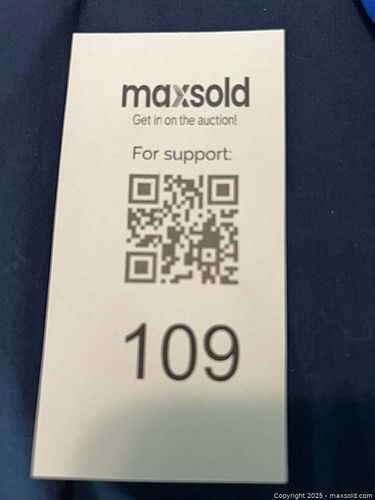 maxsold
Get in on the auction!
For support:
109
Copyright © 2025 - maxsold.com